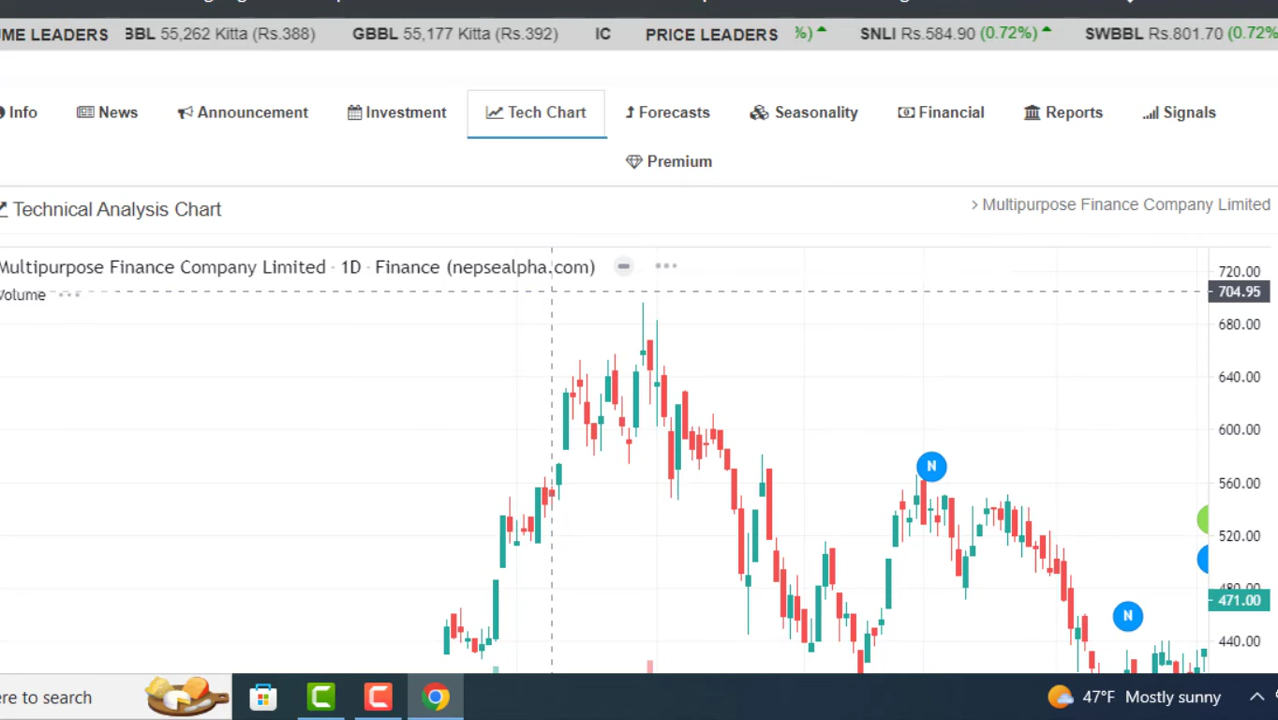 UME LEADERS BBL 55,262 Kitta (Rs.388) GBBL 55,177 Kitta (Rs.392) IC PRICE LEADERS %) SNLI Rs.584.90 (0.72%) SWBBL Rs.801.70 (0.72%
Info News Announcement Investment Tech Chart Forecasts Seasonality Financial Reports Signals
Premium
Technical Analysis Chart
> Multipurpose Finance Company Limited
Multipurpose Finance Company Limited · 1D · Finance (nepsealpha.com)
Volume
720.00
704.95
680.00
640.00
600.00
N
560.00
520.00
480.00
471.00
N
440.00
ere to search
47°F Mostly sunny